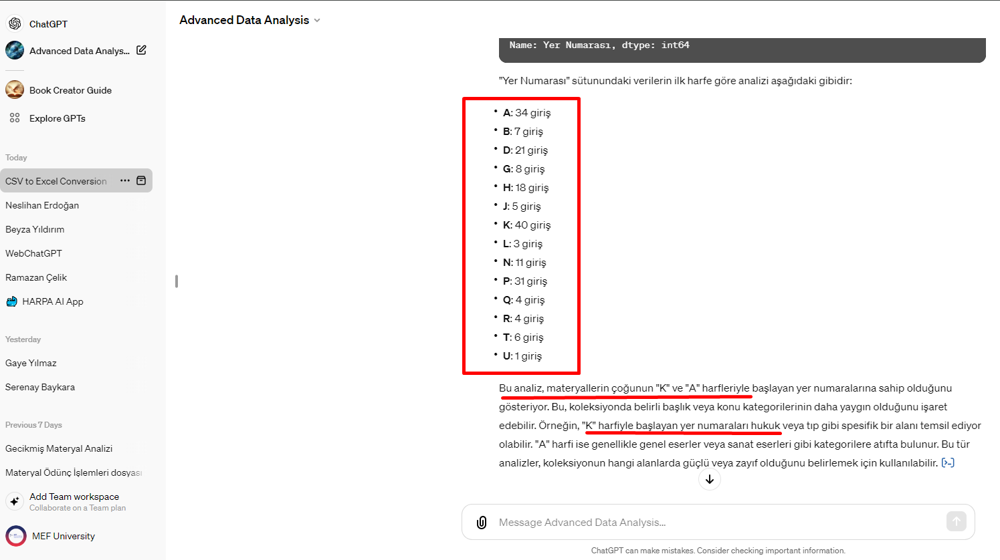 ChatGPT
Advanced Data Analys...
Book Creator Guide
Explore GPTs
Today
CSV to Excel Conversion
Neslihan Erdoğan
Beyza Yıldırım
WebChatGPT
Ramazan Çelik
HARPA AI App
Yesterday
Gaye Yılmaz
Serenay Baykara
Previous 7 Days
Gecikmiş Materyal Analizi
Materyal Ödünç İşlemleri dosyası
Add Team workspace
Collaborate on a Team plan
MEF University
Advanced Data Analysis
Name: Yer Numarası, dtype: int64
"Yer Numarası" sütunundaki verilerin ilk harfe göre analizi aşağıdaki gibidir:
• A: 34 giriş
• B: 7 giriş
• D: 21 giriş
• G: 8 giriş
• H: 18 giriş
• J: 5 giriş
• K: 40 giriş
• L: 3 giriş
• N: 11 giriş
• P: 31 giriş
• Q: 4 giriş
• R: 4 giriş
• T: 6 giriş
• U: 1 giriş
Bu analiz, materyallerin çoğunun "K" ve "A" harfleriyle başlayan yer numaralarına sahip olduğunu
gösteriyor. Bu, koleksiyonda belirli başlık veya konu kategorilerinin daha yaygın olduğunu işaret
edebilir. Örneğin, "K" harfiyle başlayan yer numaraları hukuk veya tıp gibi spesifik bir alanı temsil ediyor
olabilir. "A" harfi ise genellikle genel eserler veya sanat eserleri gibi kategorilere atıfta bulunur. Bu tür
analizler, koleksiyonun hangi alanlarda güçlü veya zayıf olduğunu belirlemek için kullanılabilir. [>-]
Message Advanced Data Analysis...
ChatGPT can make mistakes. Consider checking important information.